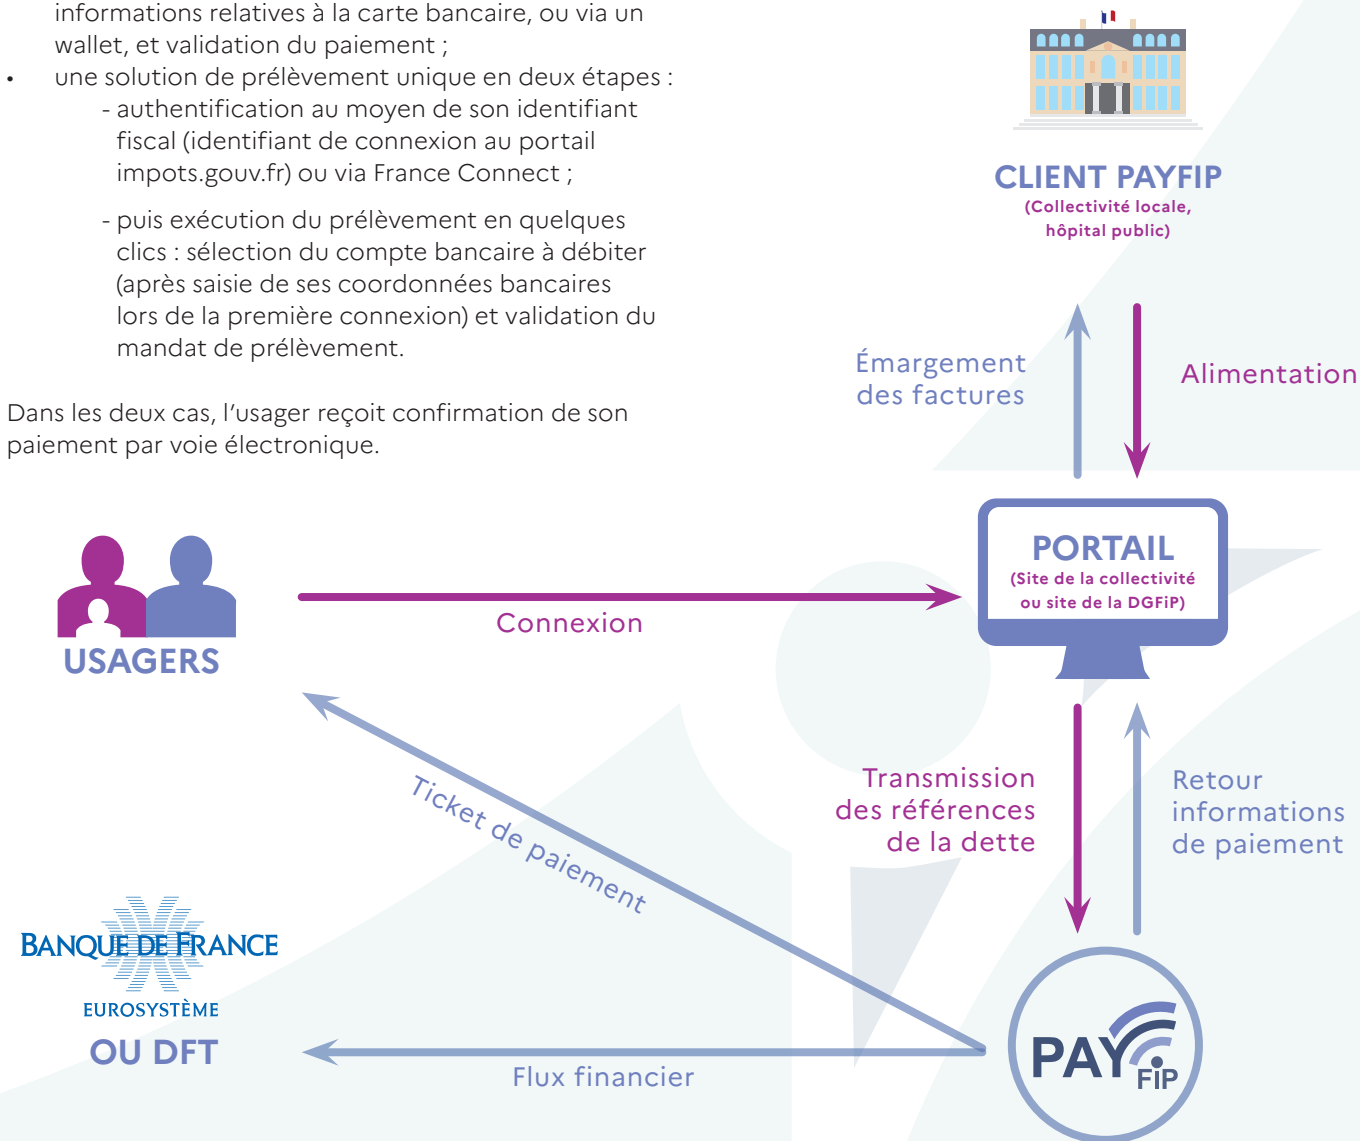 informations relatives à la carte bancaire, ou via un
wallet, et validation du paiement ;
• une solution de prélèvement unique en deux étapes :
- authentification au moyen de son identifiant
fiscal (identifiant de connexion au portail
impots.gouv.fr) ou via France Connect ;
- puis exécution du prélèvement en quelques
clics : sélection du compte bancaire à débiter
(après saisie de ses coordonnées bancaires
lors de la première connexion) et validation du
mandat de prélèvement.
Dans les deux cas, l’usager reçoit confirmation de son
paiement par voie électronique.
CLIENT PAYFIP
(Collectivité locale,
hôpital public)
Émargement
des factures
Alimentation
PORTAIL
(Site de la collectivité
ou site de la DGFiP)
USAGERS
Connexion
Ticket de paiement
Transmission
des références
de la dette
Retour
informations
de paiement
BANQUE DE FRANCE
EUROSYSTÈME
OU DFT
Flux financier
PAY
FiP